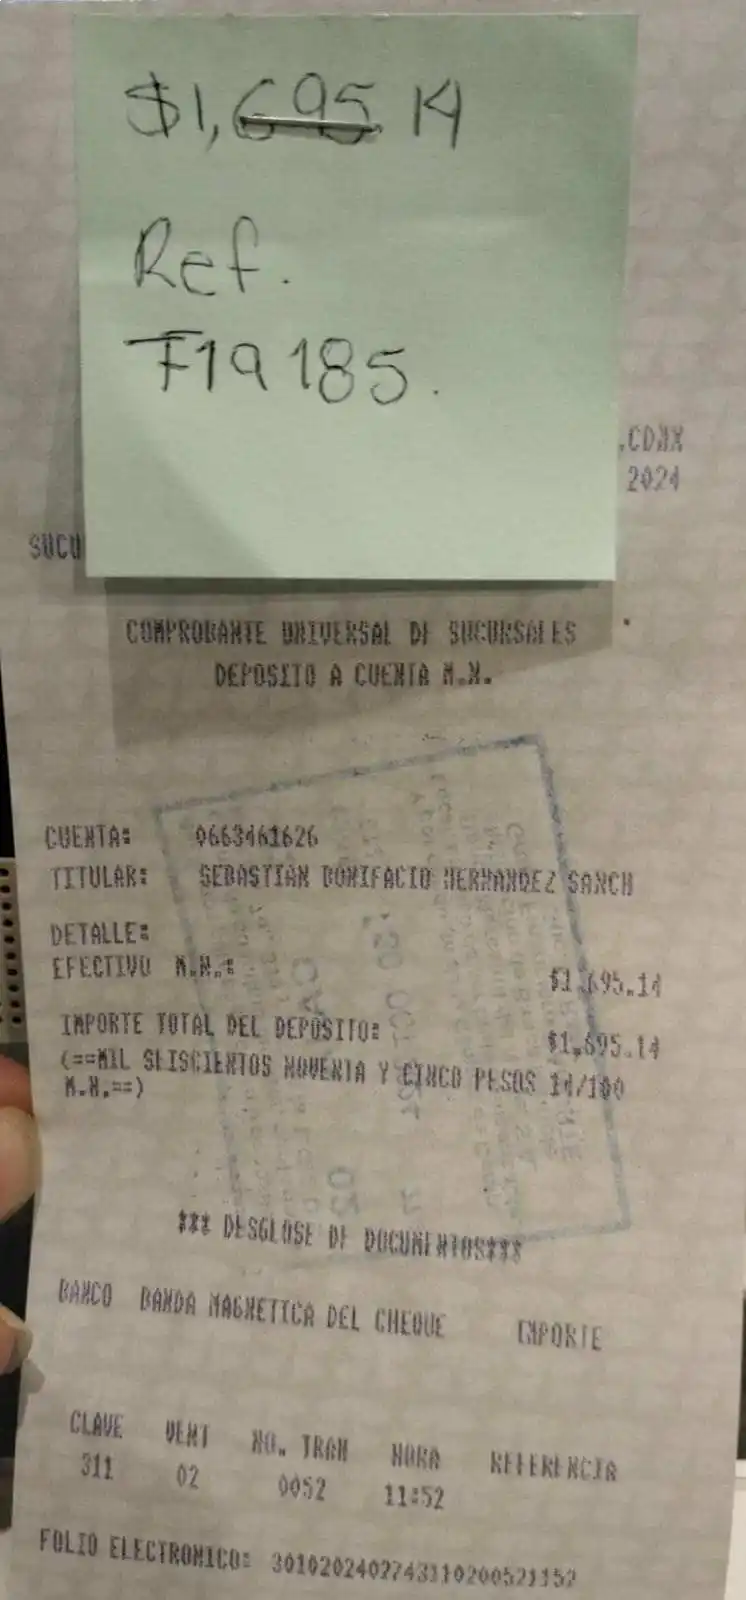 $1,695 14
Ref.
F19185.
.CDMX
2024
SUCU
COMPROBANTE UNIVERSAL DE SUCURSALES
DEPOSITO A CUENTA M.N.
CUENTA: 0663461626
TITULAR: SEBASTIAN BONIFACIO HERNANDEZ SANCH
DETALLE:
EFECTIVO M.N.: $1,695.14
IMPORTE TOTAL DEL DEPOSITO: $1,695.14
(==MIL SEISCIENTOS NOVENTA Y CINCO PESOS 14/100
M.N.==)
*** DESGLOSE DE DOCUMENTOS***
BANCO BANDA MAGNETICA DEL CHEQUE IMPORTE
CLAVE VENT NO. TRAN HORA REFERENCIA
311 02 0052 11:52
FOLIO ELECTRONICO: 3010202402743110200521152